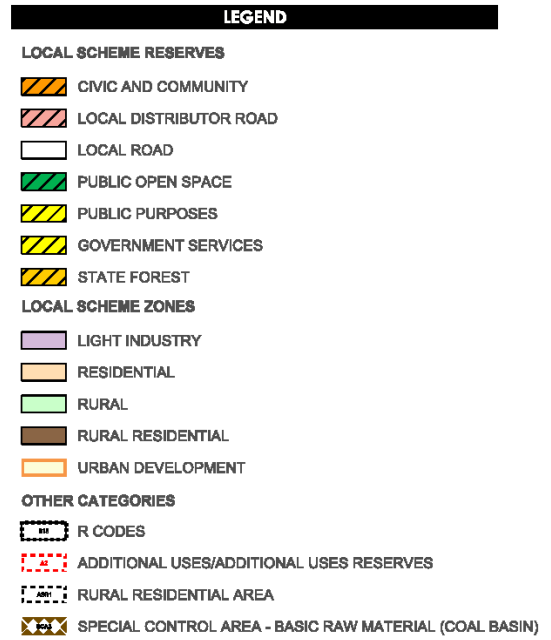 LEGEND
LOCAL SCHEME RESERVES
CIVIC AND COMMUNITY
LOCAL DISTRIBUTOR ROAD
LOCAL ROAD
PUBLIC OPEN SPACE
PUBLIC PURPOSES
GOVERNMENT SERVICES
STATE FOREST
LOCAL SCHEME ZONES
LIGHT INDUSTRY
RESIDENTIAL
RURAL
RURAL RESIDENTIAL
URBAN DEVELOPMENT
OTHER CATEGORIES
R CODES
A2 ADDITIONAL USES/ADDITIONAL USES RESERVES
RURAL RESIDENTIAL AREA
SPECIAL CONTROL AREA - BASIC RAW MATERIAL (COAL BASIN)